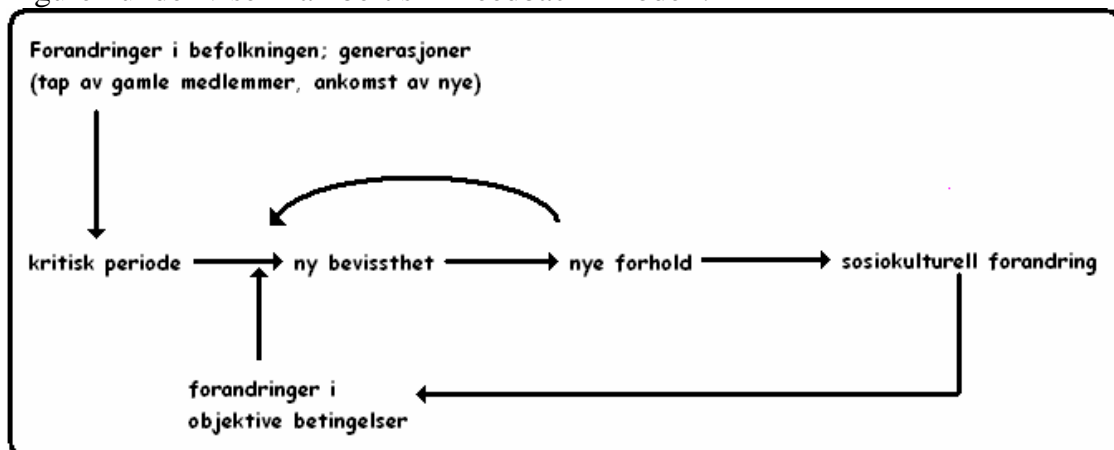 Forandringer i befolkningen; generasjoner
(tap av gamle medlemmer, ankomst av nye)
kritisk periode
ny bevissthet
nye forhold
sosiokulturell forandring
forandringer i
objektive betingelser